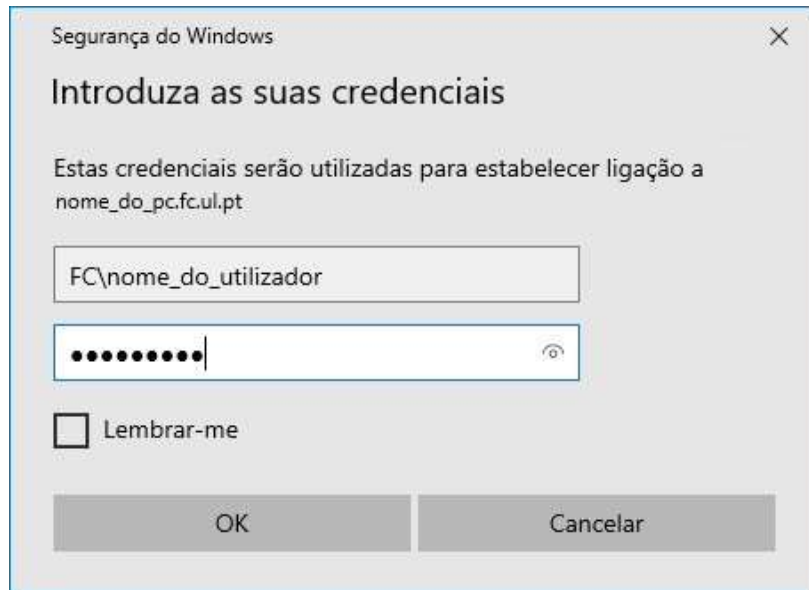 Segurança do Windows
Introduza as suas credenciais
Estas credenciais serão utilizadas para estabelecer ligação a
nome_do_pc.fc.ul.pt
FC\nome_do_utilizador
●●●●●●●●●
Lembrar-me
OK
Cancelar